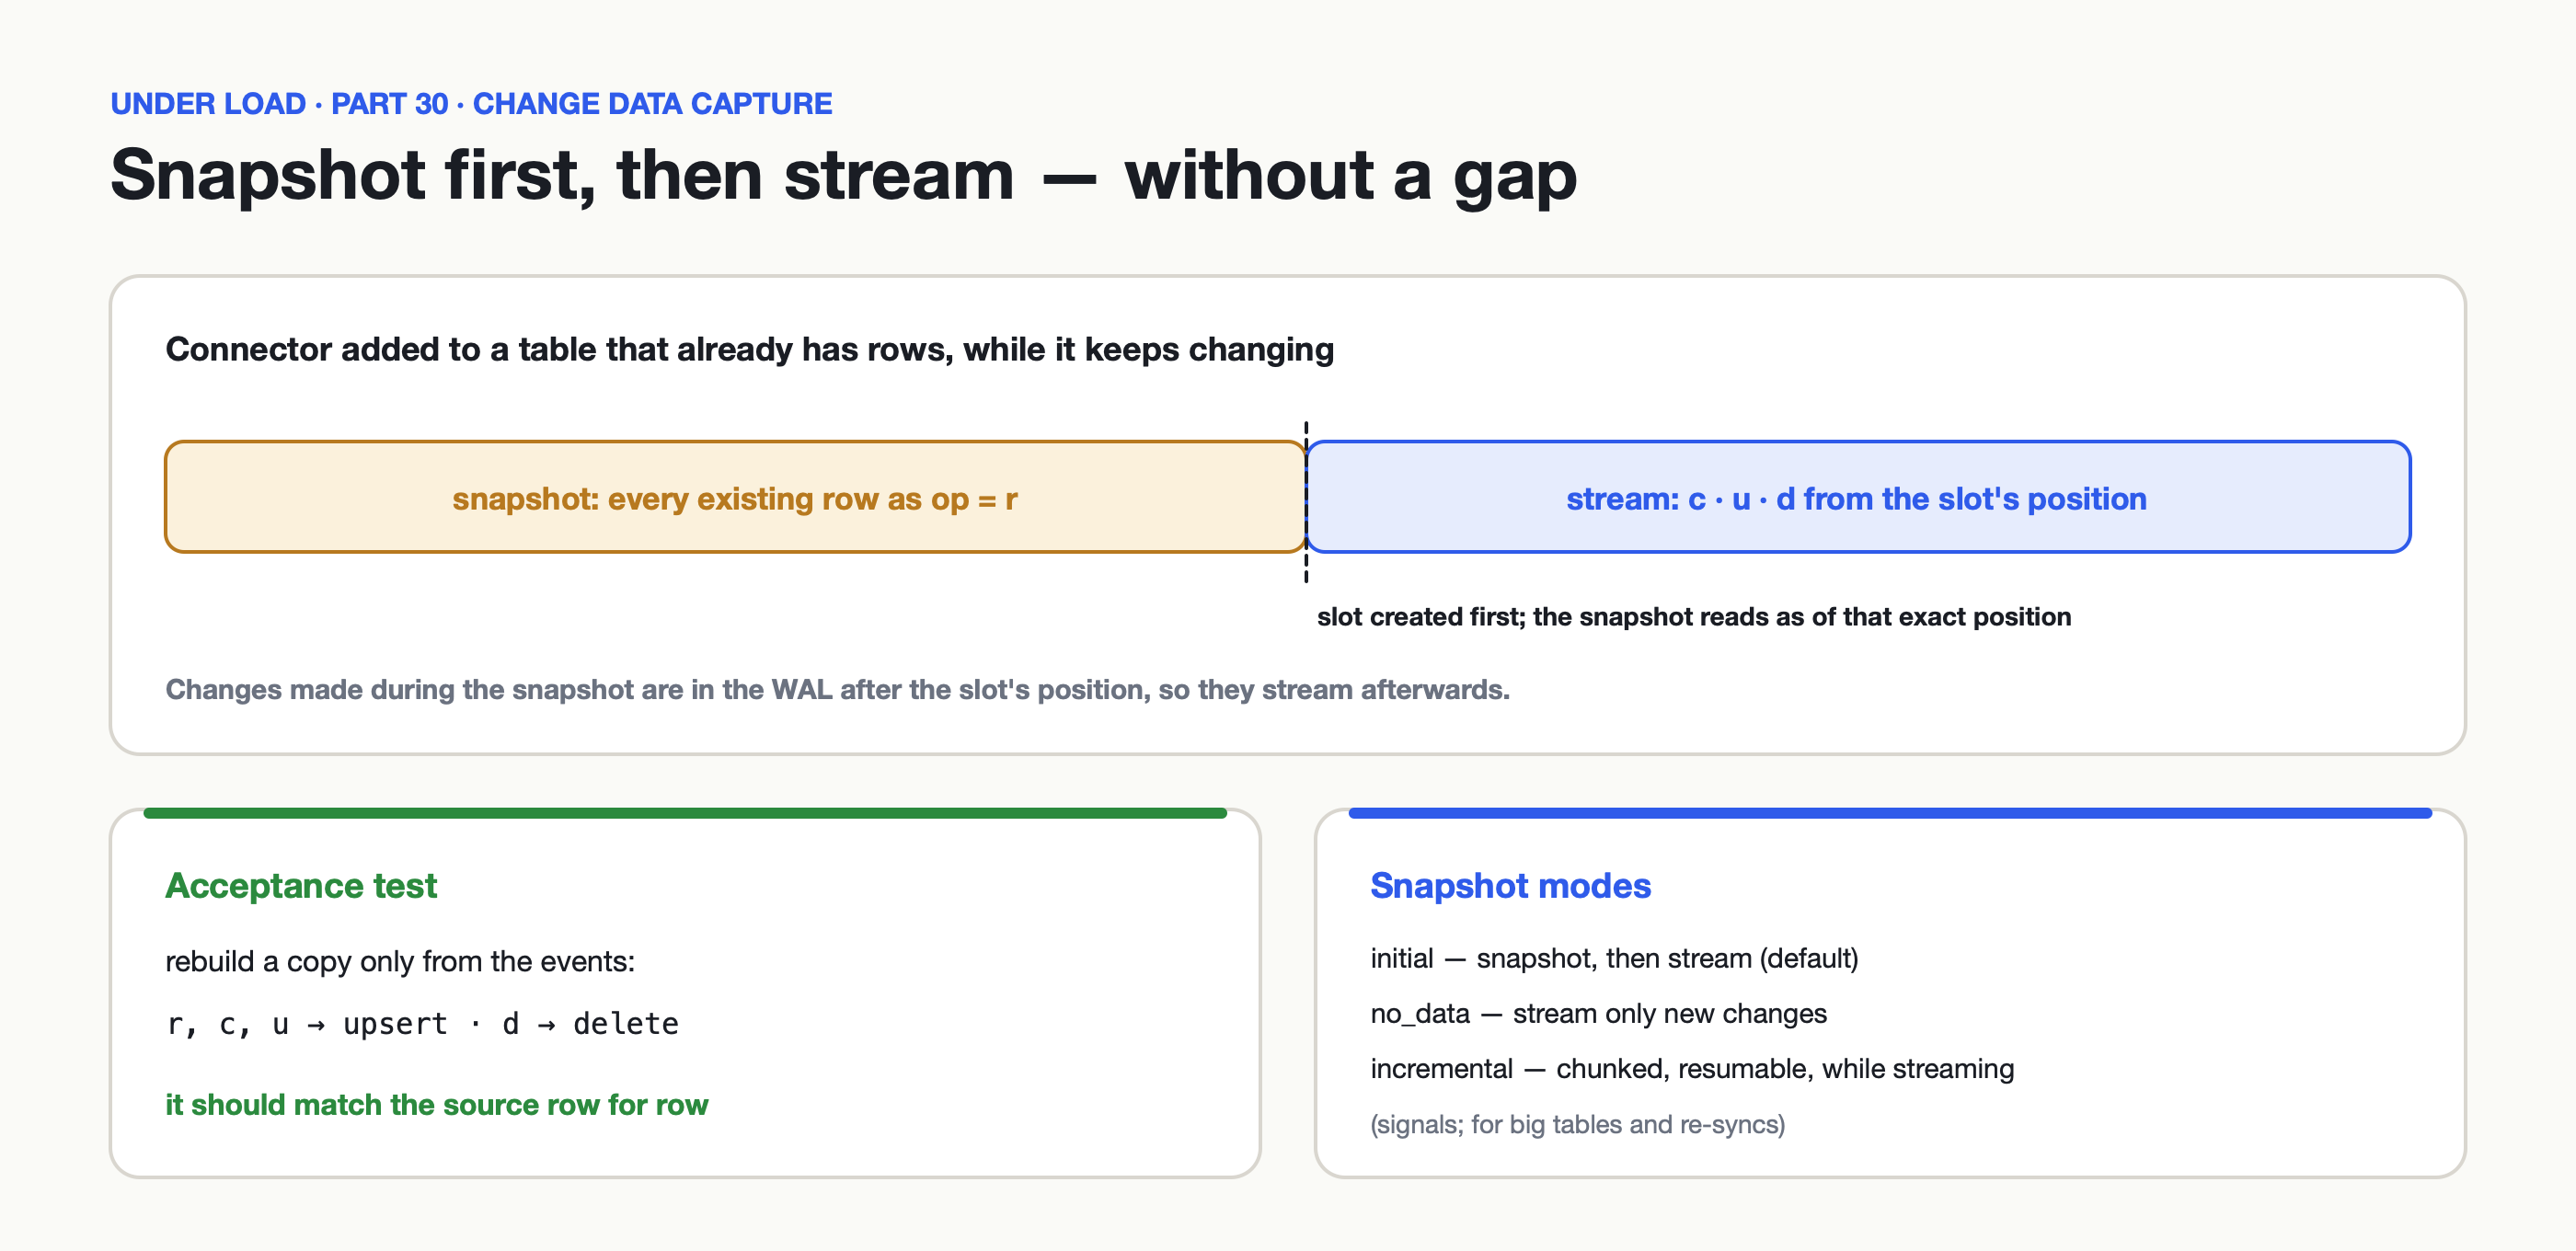 UNDER LOAD · PART 30 · CHANGE DATA CAPTURE
Snapshot first, then stream — without a gap
Connector added to a table that already has rows, while it keeps changing
snapshot: every existing row as op = r
stream: c · u · d from the slot's position
slot created first; the snapshot reads as of that exact position
Changes made during the snapshot are in the WAL after the slot's position, so they stream afterwards.
Acceptance test
rebuild a copy only from the events:
r, c, u → upsert · d → delete
it should match the source row for row
Snapshot modes
initial — snapshot, then stream (default)
no_data — stream only new changes
incremental — chunked, resumable, while streaming
(signals; for big tables and re-syncs)